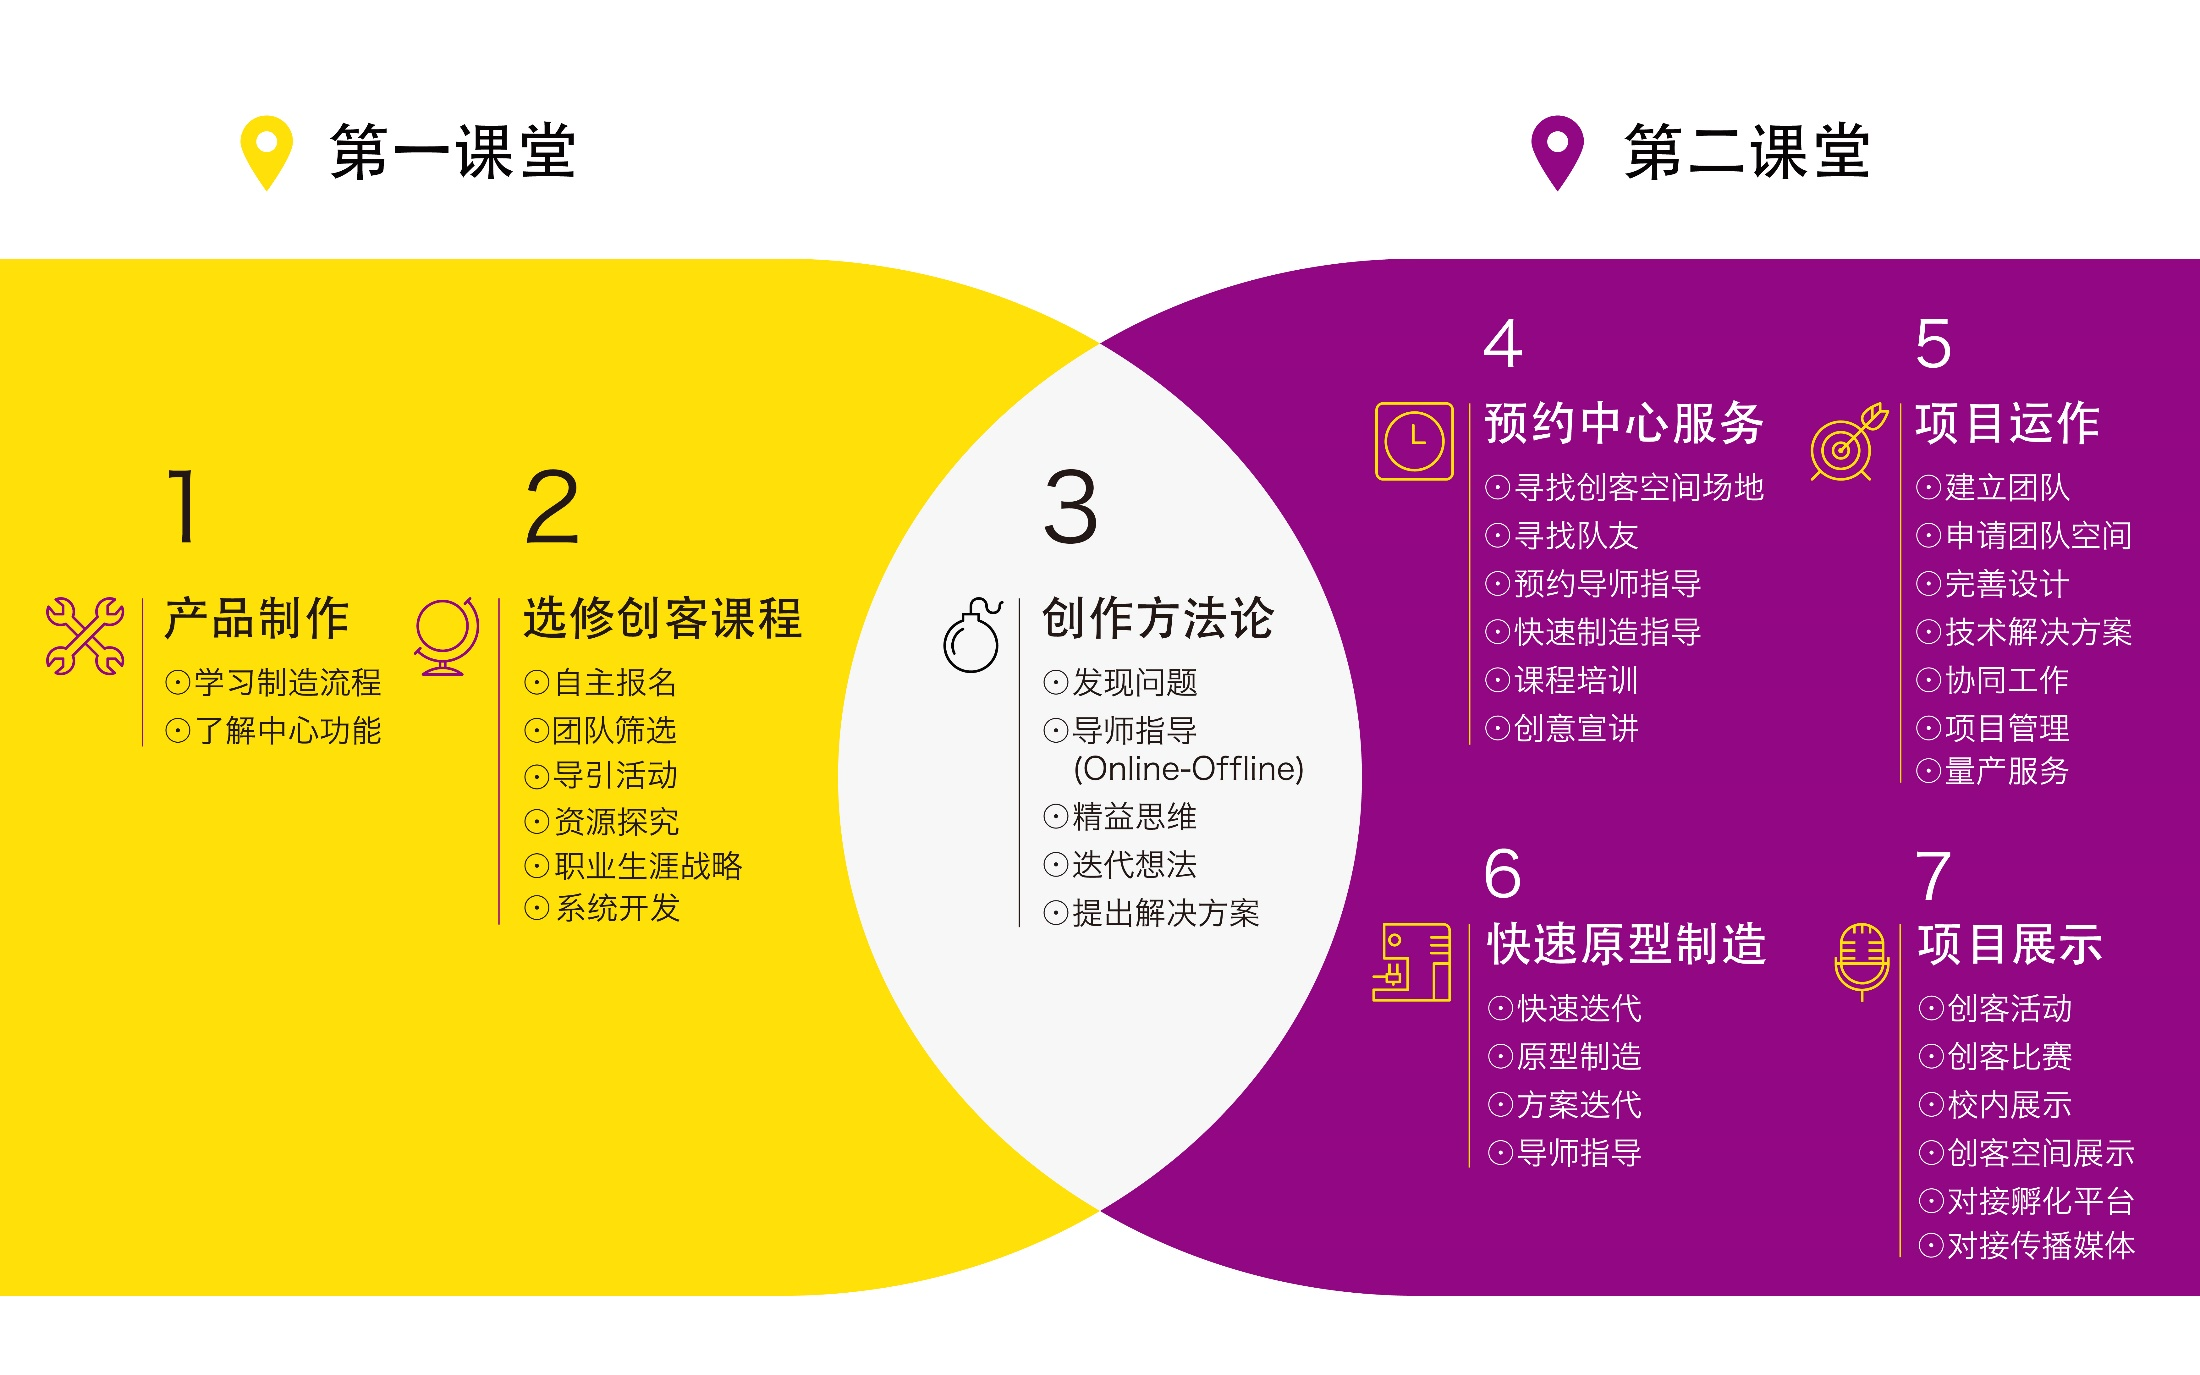 第一课堂
第二课堂
1
产品制作
⊙学习制造流程
⊙了解中心功能
2
选修创客课程
⊙自主报名
⊙团队筛选
⊙导引活动
⊙资源探究
⊙职业生涯战略
⊙系统开发
3
创作方法论
⊙发现问题
⊙导师指导
(Online-Offline)
⊙精益思维
⊙迭代想法
⊙提出解决方案
4
预约中心服务
⊙寻找创客空间场地
⊙寻找队友
⊙预约导师指导
⊙快速制造指导
⊙课程培训
⊙创意宣讲
5
项目运作
⊙建立团队
⊙申请团队空间
⊙完善设计
⊙技术解决方案
⊙协同工作
⊙项目管理
⊙量产服务
6
快速原型制造
⊙快速迭代
⊙原型制造
⊙方案迭代
⊙导师指导
7
项目展示
⊙创客活动
⊙创客比赛
⊙校内展示
⊙创客空间展示
⊙对接孵化平台
⊙对接传播媒体